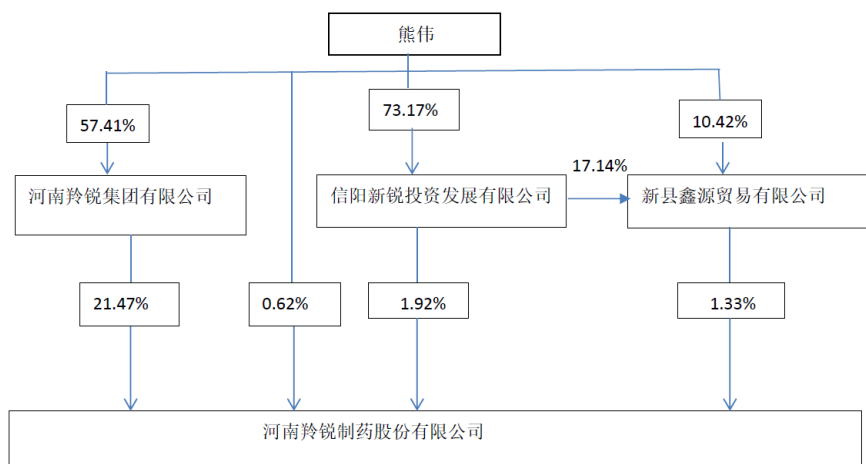 熊伟
57.41%
73.17%
10.42%
17.14%
河南羚锐集团有限公司
信阳新锐投资发展有限公司
新县鑫源贸易有限公司
21.47%
0.62%
1.92%
1.33%
河南羚锐制药股份有限公司